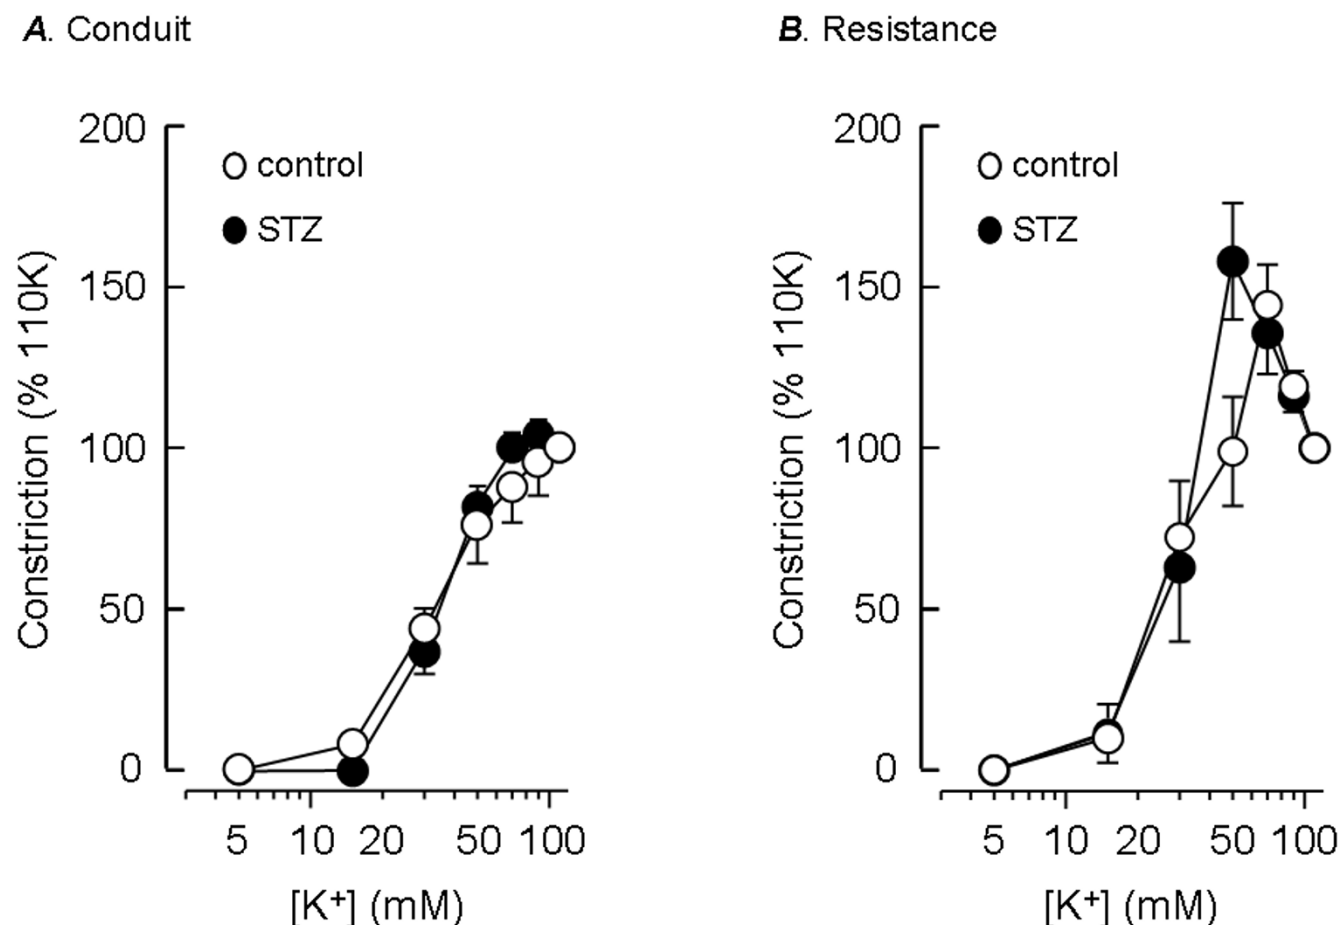 A. Conduit
200
150
100
50
0
control
STZ
Constriction (% 110K)
5 10 20 50 100
[K⁺] (mM)
B. Resistance
200
150
100
50
0
control
STZ
Constriction (% 110K)
5 10 20 50 100
[K⁺] (mM)